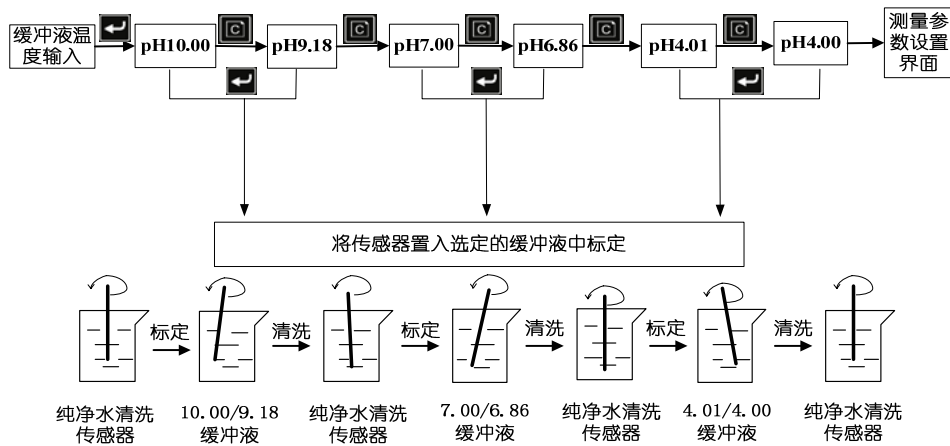 缓冲液温
度输入
pH10.00
C
pH9.18
C
pH7.00
C
pH6.86
C
pH4.01
C
pH4.00
测量参
数设置
界面
将传感器置入选定的缓冲液中标定
标定
清洗
标定
清洗
标定
清洗
纯净水清洗
传感器
10.00/9.18
缓冲液
纯净水清洗
传感器
7.00/6.86
缓冲液
纯净水清洗
传感器
4.01/4.00
缓冲液
纯净水清洗
传感器